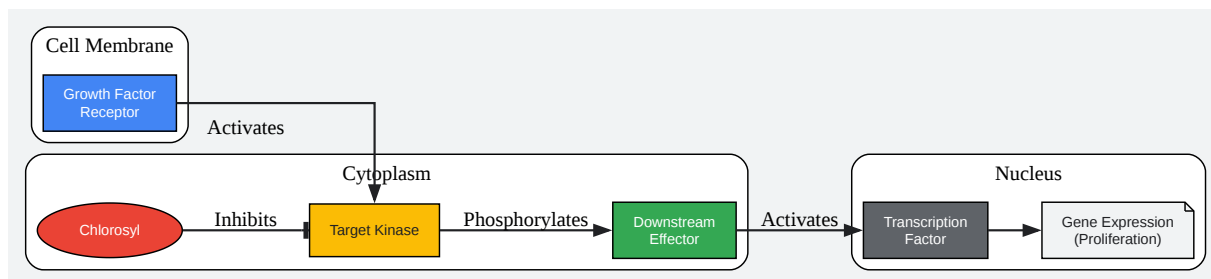 Cell Membrane
Growth Factor
Receptor
Activates
Cytoplasm
Chlorosyl
Inhibits
Target Kinase
Phosphorylates
Downstream
Effector
Activates
Nucleus
Transcription
Factor
Gene Expression
(Proliferation)